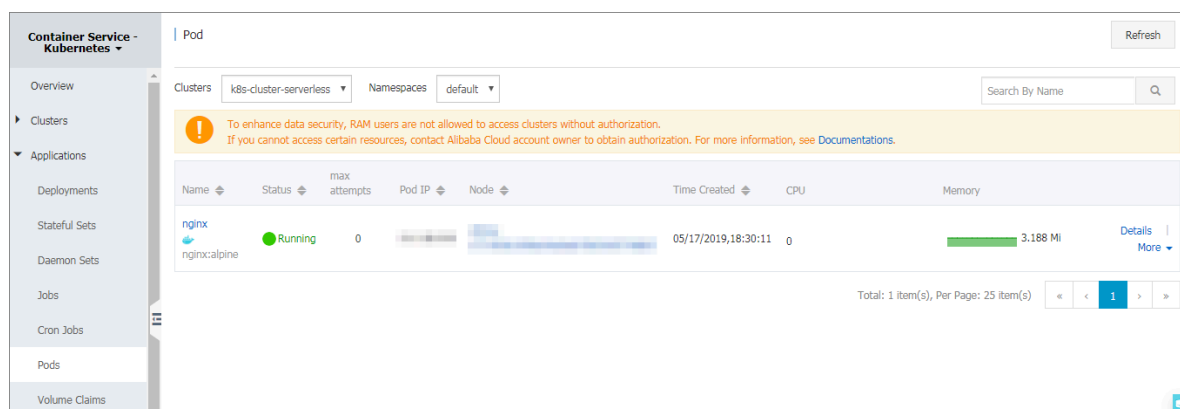 Container Service -
Kubernetes
Pod
Refresh
Overview
Clusters
Applications
Deployments
Stateful Sets
Daemon Sets
Jobs
Cron Jobs
Pods
Volume Claims
Clusters k8s-cluster-serverless Namespaces default Search By Name
To enhance data security, RAM users are not allowed to access clusters without authorization.
If you cannot access certain resources, contact Alibaba Cloud account owner to obtain authorization. For more information, see Documentations.
Name Status max attempts Pod IP Node Time Created CPU Memory
nginx
nginx:alpine
Running 0 05/17/2019,18:30:11 0 3.188 Mi Details
More
Total: 1 item(s), Per Page: 25 item(s) « ‹ 1 › »